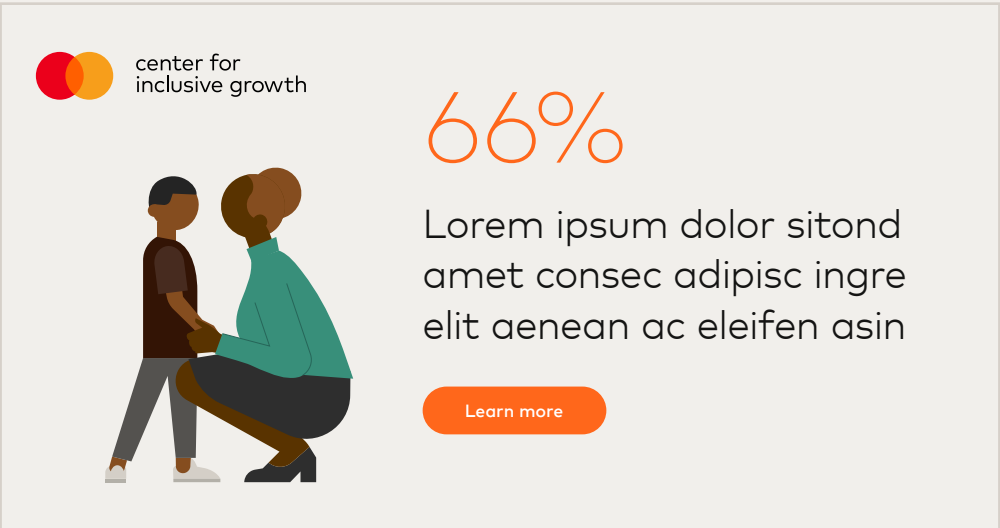 center for
inclusive growth
66%
Lorem ipsum dolor sitond
amet consec adipisc ingre
elit aenean ac eleifen asin
Learn more